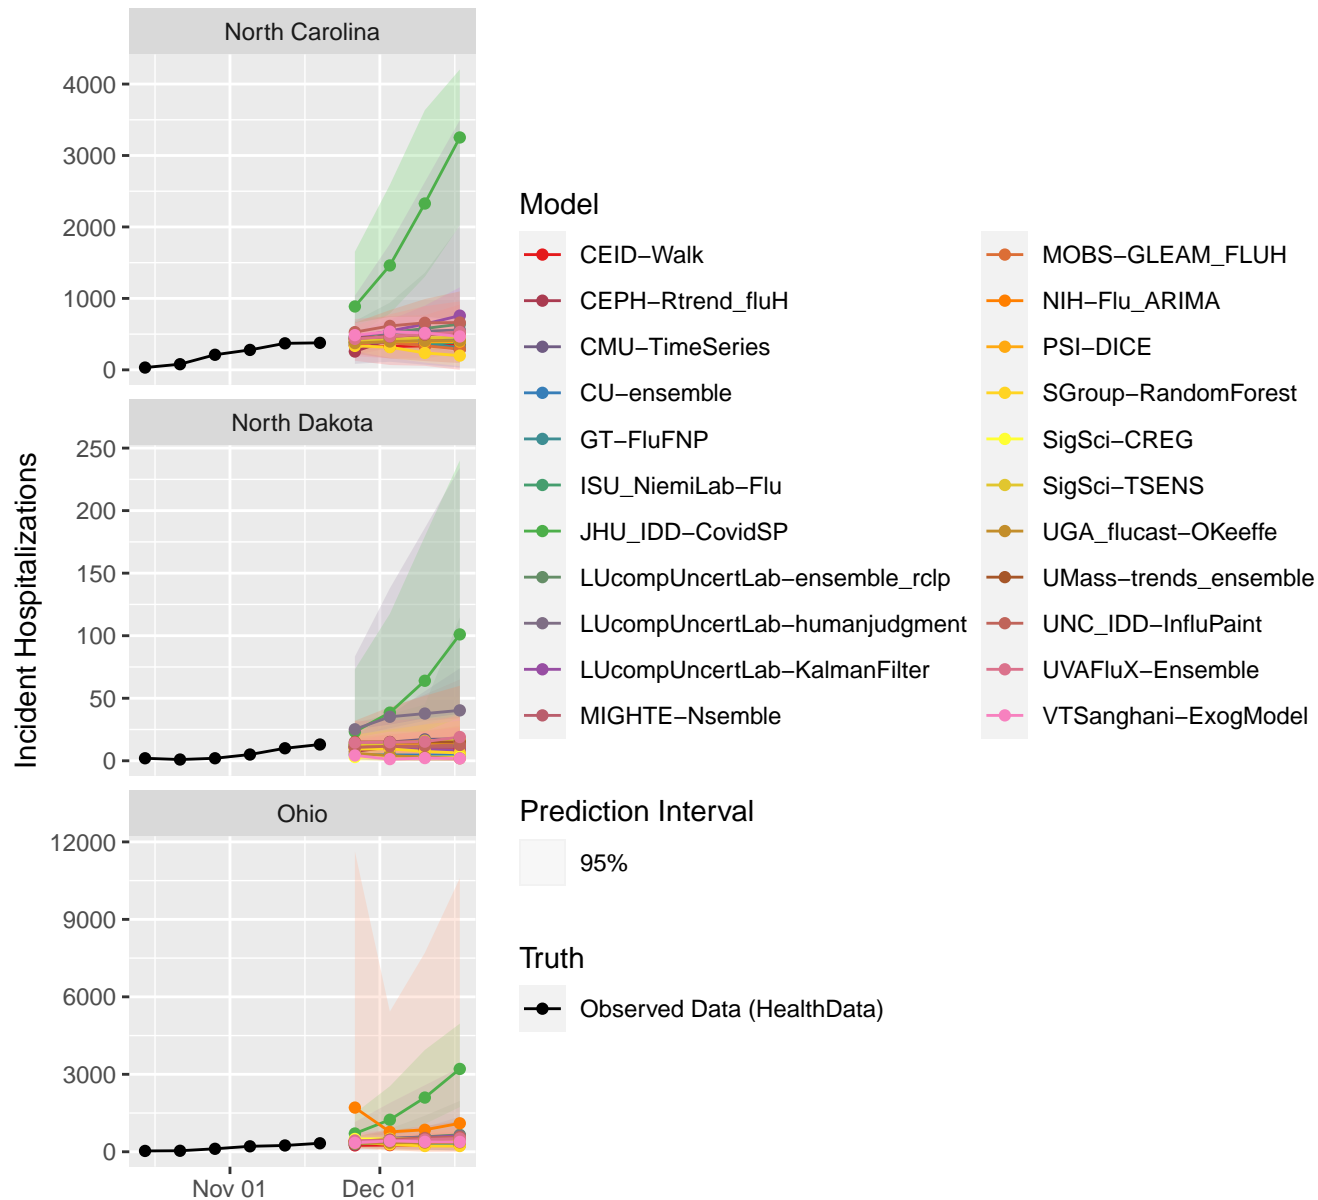 North Carolina
4000
3000
2000
1000
0
North Dakota
250
200
150
100
50
0
Ohio
12000
9000
6000
3000
0
Nov 01
Dec 01
Incident Hospitalizations
Model
CEID−Walk
CEPH−Rtrend_fluH
CMU−TimeSeries
CU−ensemble
GT−FluFNP
ISU_NiemiLab−Flu
JHU_IDD−CovidSP
LUcompUncertLab−ensemble_rclp
LUcompUncertLab−humanjudgment
LUcompUncertLab−KalmanFilter
MIGHTE−Nsemble
MOBS−GLEAM_FLUH
NIH−Flu_ARIMA
PSI−DICE
SGroup−RandomForest
SigSci−CREG
SigSci−TSENS
UGA_flucast−OKeeffe
UMass−trends_ensemble
UNC_IDD−InfluPaint
UVAFluX−Ensemble
VTSanghani−ExogModel
Prediction Interval
95%
Truth
Observed Data (HealthData)